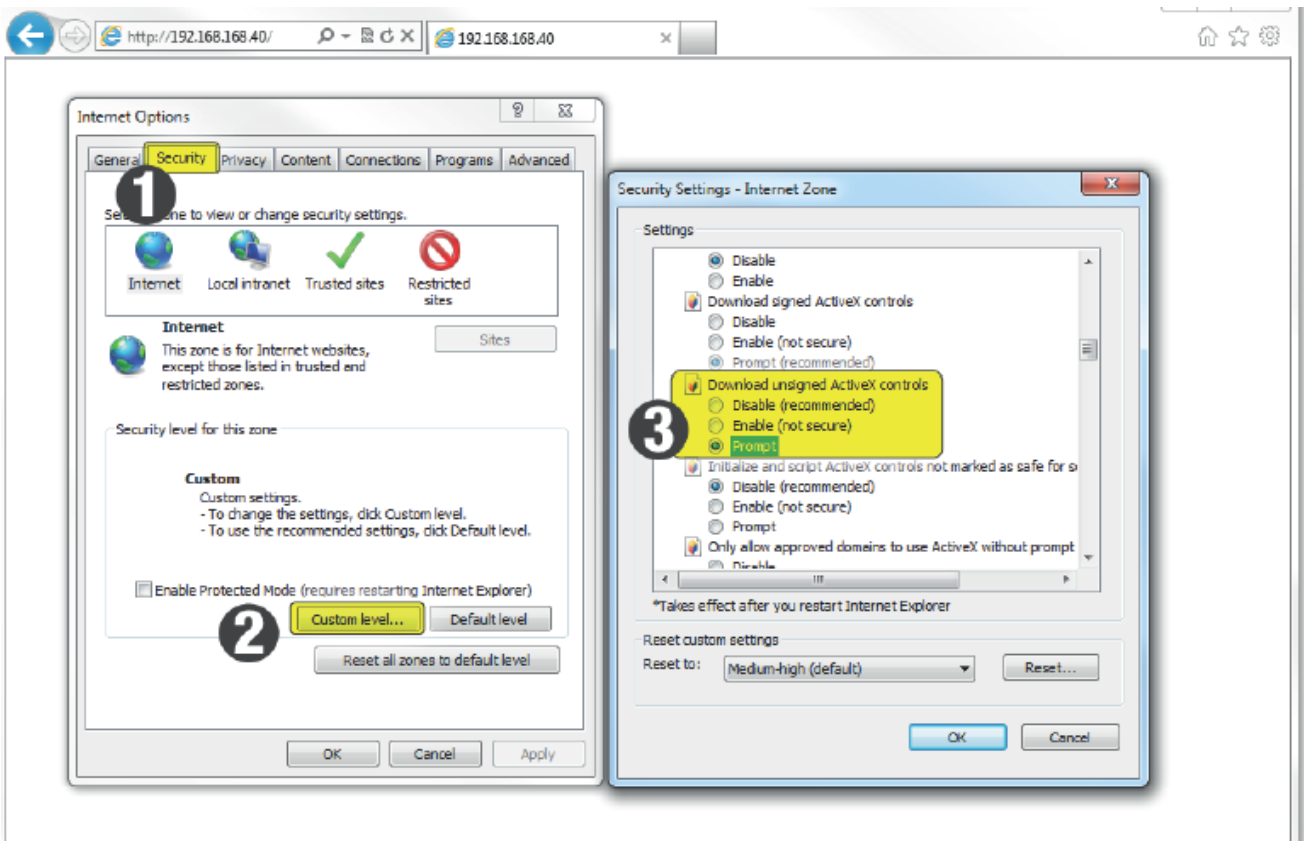 http://192.168.168.40/
192.168.168.40
Internet Options
General Security Privacy Content Connections Programs Advanced
1
zone to view or change security settings.
Internet Local intranet Trusted sites Restricted sites
Internet
This zone is for Internet websites,
except those listed in trusted and
restricted zones.
Sites
Security level for this zone
Custom
Custom settings.
- To change the settings, click Custom level.
- To use the recommended settings, click Default level.
Enable Protected Mode (requires restarting Internet Explorer)
2
Custom level... Default level
Reset all zones to default level
OK Cancel Apply
Security Settings - Internet Zone
Settings
Disable
Enable
Download signed ActiveX controls
Disable
Enable (not secure)
Prompt (recommended)
3
Download unsigned ActiveX controls
Disable (recommended)
Enable (not secure)
Prompt
Initialize and script ActiveX controls not marked as safe for s
Disable (recommended)
Enable (not secure)
Prompt
Only allow approved domains to use ActiveX without prompt
Disable
*Takes effect after you restart Internet Explorer
Reset custom settings
Reset to: Medium-high (default) Reset...
OK Cancel